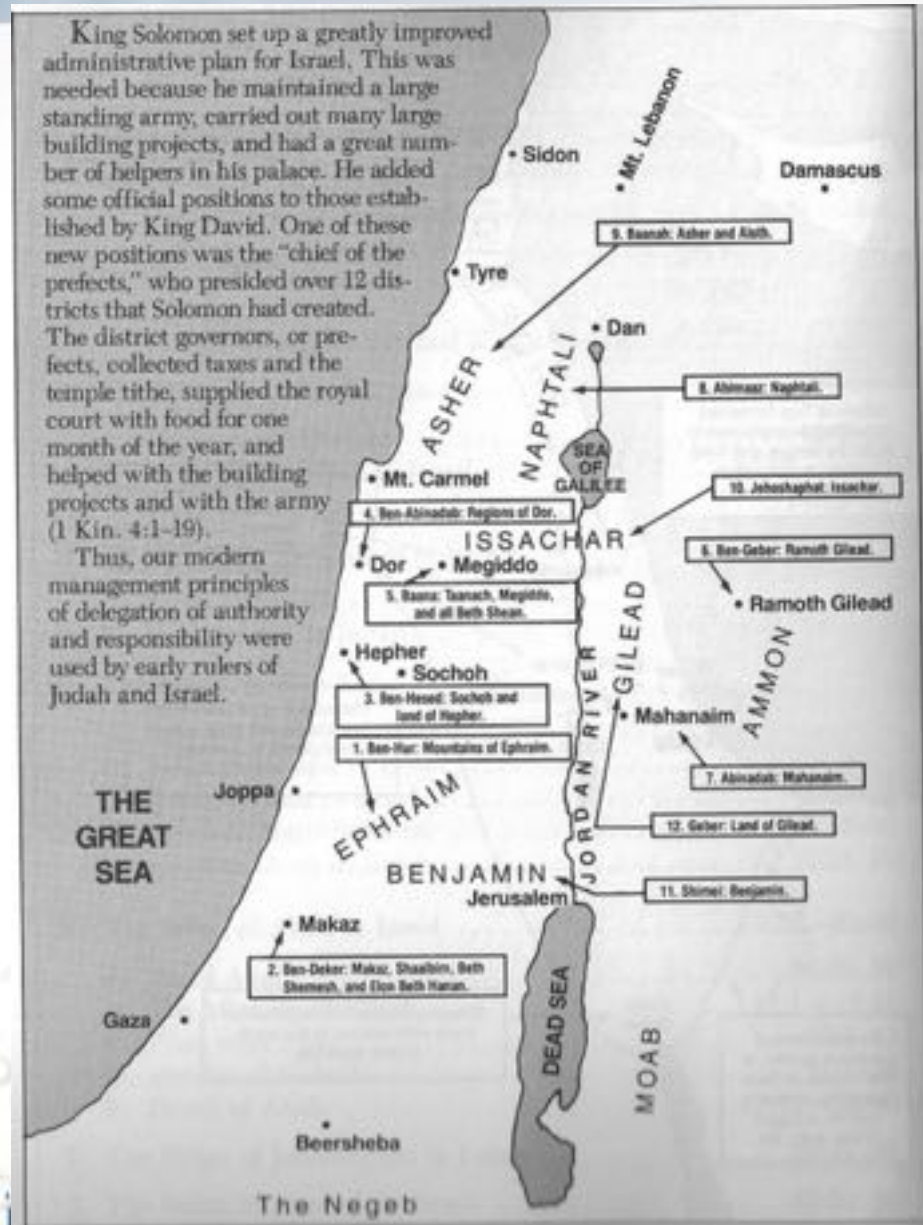 King Solomon set up a greatly improved
administrative plan for Israel. This was
needed because he maintained a large
standing army, carried out many large
building projects, and had a great num-
ber of helpers in his palace. He added
some official positions to those estab-
lished by King David. One of these
new positions was the “chief of the
prefects,” who presided over 12 dis-
tricts that Solomon had created.
The district governors, or pre-
fects, collected taxes and the
temple tithe, supplied the royal
court with food for one
month of the year, and
helped with the building
projects and with the army
(1 Kin. 4:1–19).
Thus, our modern
management principles
of delegation of authority
and responsibility were
used by early rulers of
Judah and Israel.
Mt. Lebanon
Sidon
Damascus
9. Baanah: Asher and Aloth.
Tyre
Dan
ASHER
NAPHTALI
8. Ahimaaz: Naphtali.
SEA
OF
GALILEE
Mt. Carmel
10. Jehoshaphat: Issachar.
4. Ben-Abinadab: Regions of Dor.
ISSACHAR
6. Ben-Geber: Ramoth Gilead.
Dor
Megiddo
5. Baana: Taanach, Megiddo,
and all Beth Shean.
Ramoth Gilead
GILEAD
AMMON
Hepher
Sochoh
3. Ben-Hesed: Sochoh and
land of Hepher.
Mahanaim
1. Ben-Hur: Mountains of Ephraim.
7. Abinadab: Mahanaim.
JORDAN RIVER
Joppa
THE
GREAT
SEA
EPHRAIM
12. Geber: Land of Gilead.
BENJAMIN
Jerusalem
11. Shimei: Benjamin.
Makaz
2. Ben-Deker: Makaz, Shaalbim, Beth
Shemesh, and Elon Beth Hanan.
Gaza
DEAD SEA
MOAB
Beersheba
The Negeb